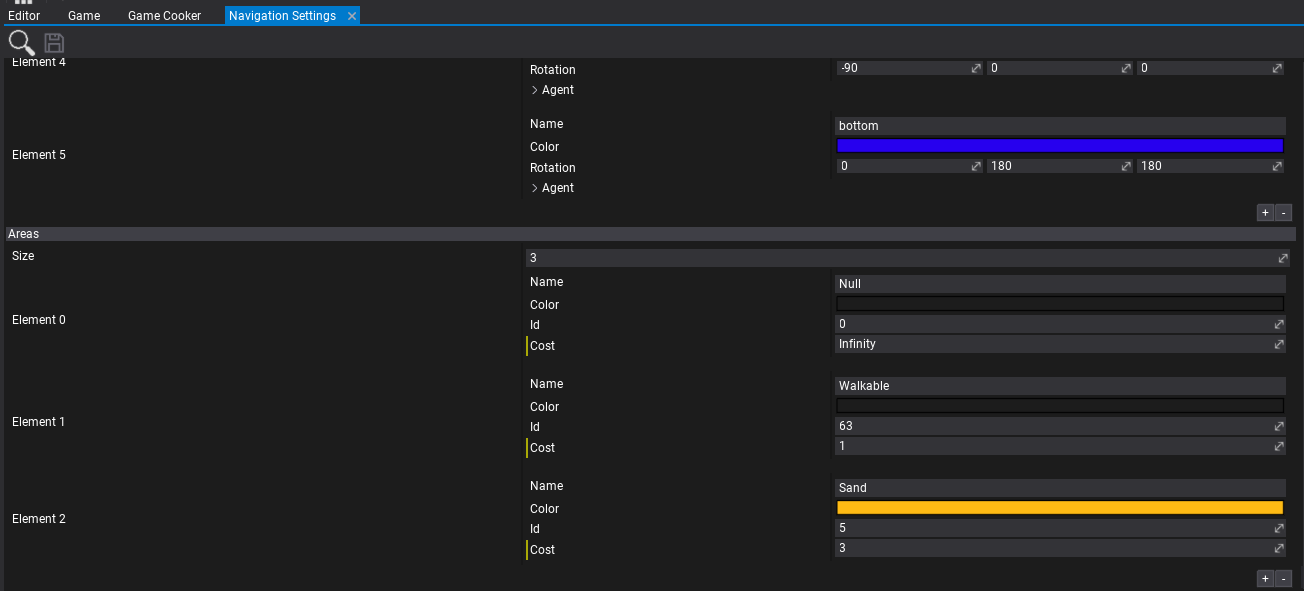 Editor Game Game Cooker Navigation Settings
Element 4
Rotation -90 0 0
Agent
Name bottom
Color
Element 5
Rotation 0 180 180
Agent
+ -
Areas
Size 3
Name Null
Color
Element 0
Id 0
Cost Infinity
Name Walkable
Color
Element 1
Id 63
Cost 1
Name Sand
Color
Element 2
Id 5
Cost 3
+ -